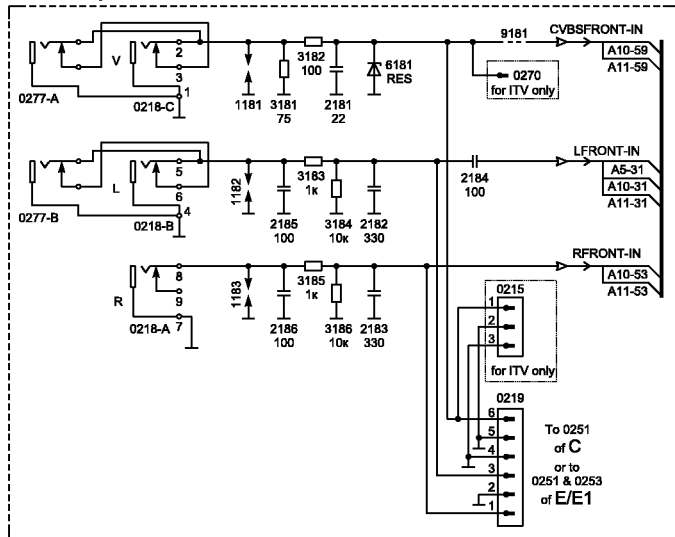 9181
CVBSFRONT-IN
A10-59
A11-59
V
2
3
1
0277-A
0218-C
1181
3181
75
3182
100
2181
22
6181
RES
0270
for ITV only
LFRONT-IN
A5-31
A10-31
A11-31
L
5
6
4
0277-B
0218-B
1182
2185
100
3183
1к
3184
10к
2182
330
2184
100
RFRONT-IN
A10-53
A11-53
R
8
9
7
0218-A
1183
2186
100
3185
1к
3186
10к
2183
330
0215
1
2
3
for ITV only
0219
6
5
4
3
2
1
To 0251
of C
or to
0251 & 0253
of E/E1